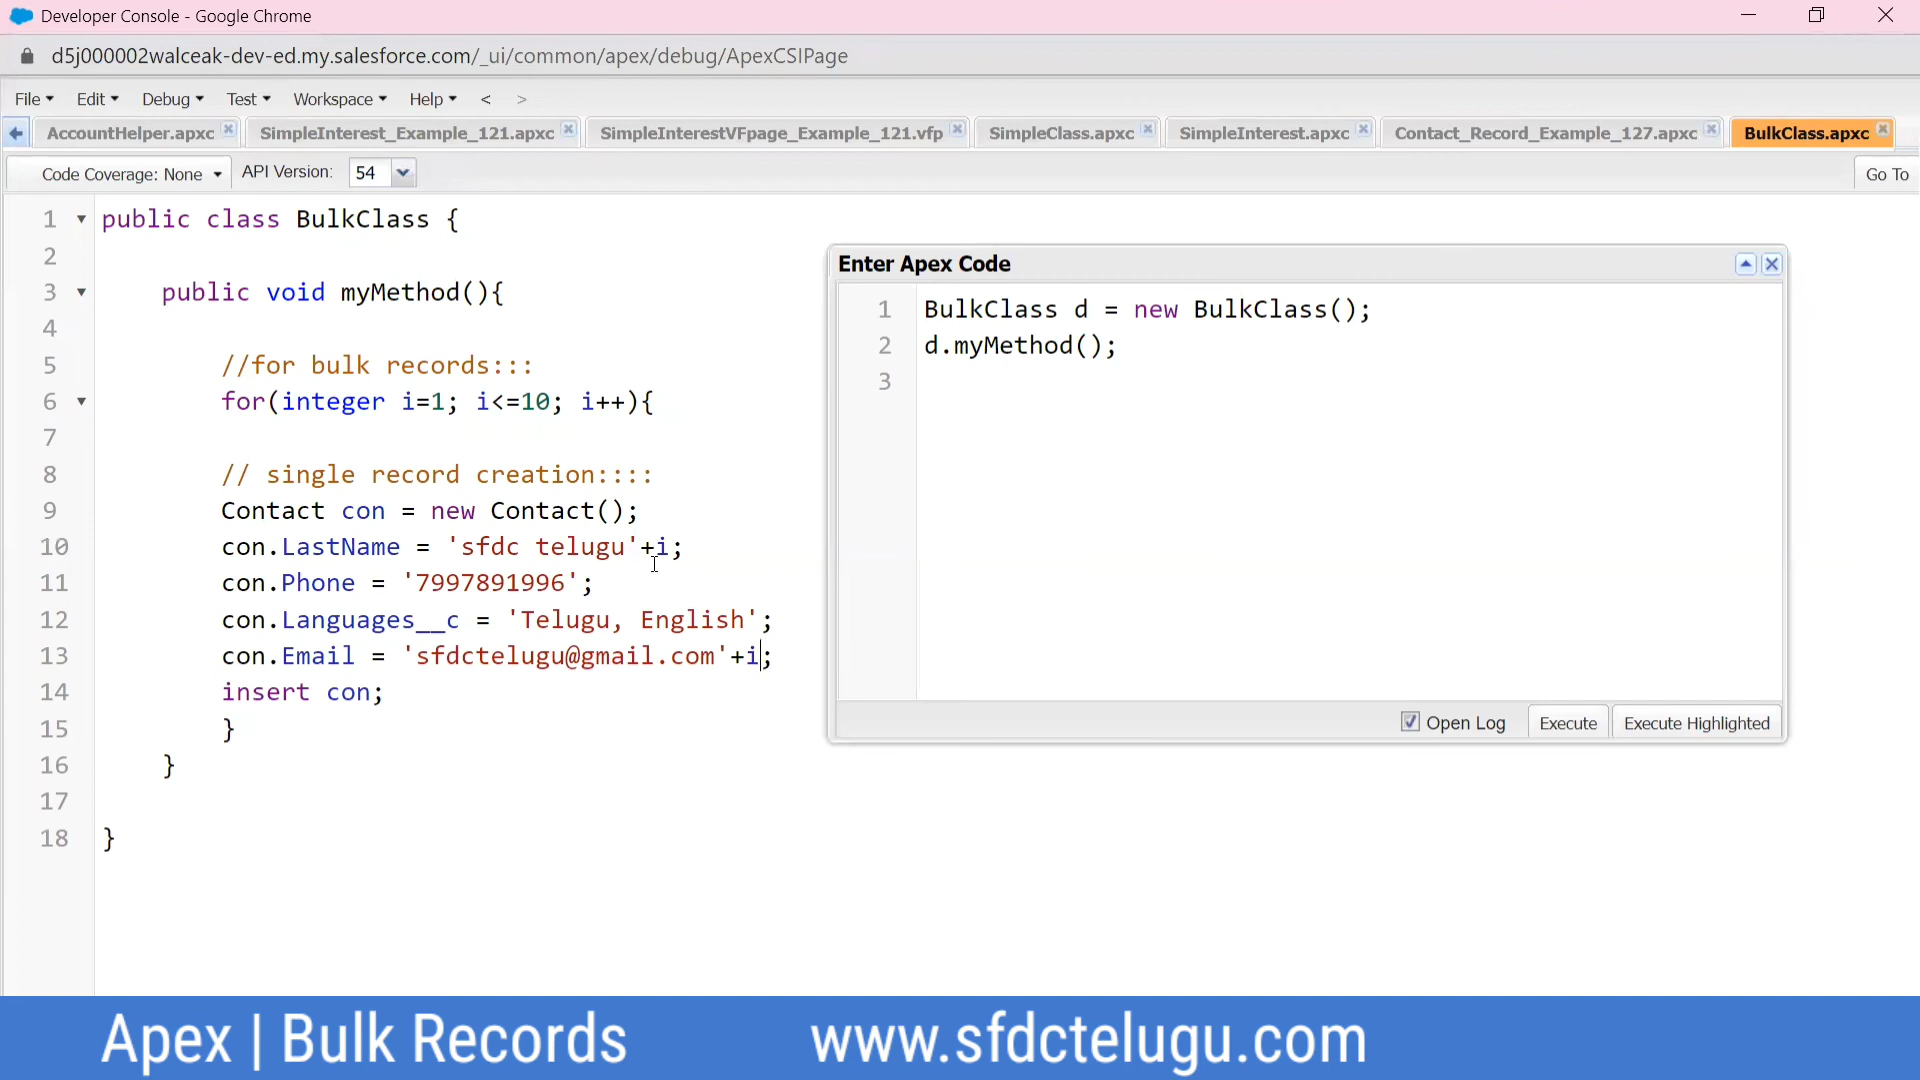 Developer Console - Google Chrome
d5j000002walceak-dev-ed.my.salesforce.com/_ui/common/apex/debug/ApexCSIPage
File Edit Debug Test Workspace Help < >
AccountHelper.apxc SimpleInterest_Example_121.apxc SimpleInterestVFpage_Example_121.vfp SimpleClass.apxc SimpleInterest.apxc Contact_Record_Example_127.apxc BulkClass.apxc
Code Coverage: None API Version: 54 Go To
1 public class BulkClass {
2
3 public void myMethod(){
4
5 //for bulk records:::
6 for(integer i=1; i<=10; i++){
7
8 // single record creation::::
9 Contact con = new Contact();
10 con.LastName = 'sfdc telugu'+i;
11 con.Phone = '7997891996';
12 con.Languages__c = 'Telugu, English';
13 con.Email = 'sfdctelugu@gmail.com'+i;
14 insert con;
15 }
16 }
17
18 }
Enter Apex Code
1 BulkClass d = new BulkClass();
2 d.myMethod();
3
Open Log Execute Execute Highlighted
Apex | Bulk Records www.sfdctelugu.com